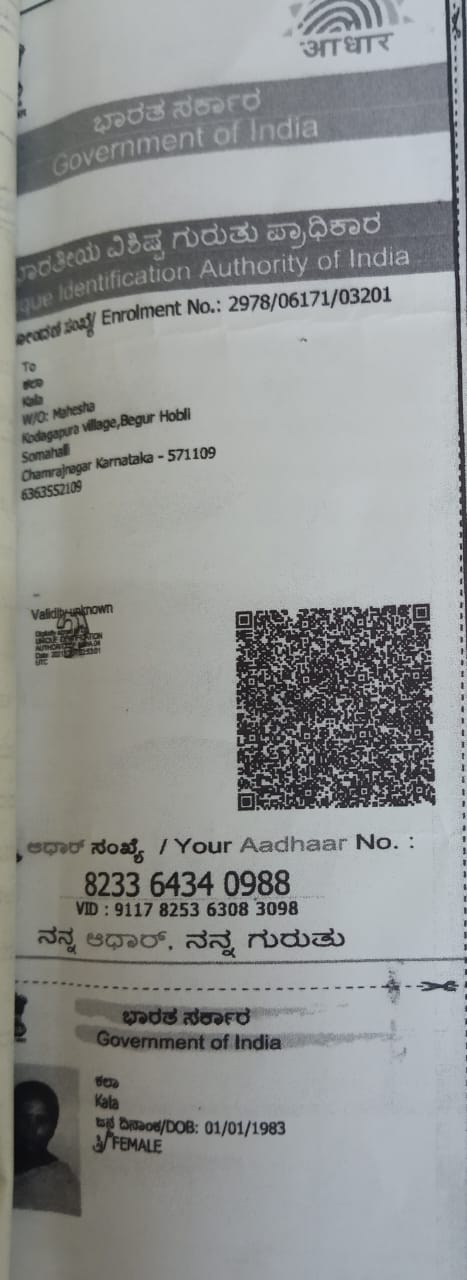 आधार
ಭಾರತ ಸರ್ಕಾರ
Government of India
ಭಾರತೀಯ ವಿಶಿಷ್ಟ ಗುರುತು ಪ್ರಾಧಿಕಾರ
que Identification Authority of India
ಸಂಖ್ಯೆ/ Enrolment No.: 2978/06171/03201
To
ಕಲಾ
Kala
W/O: Mahesha
Kodagapura village,Begur Hobli
Somahalli
Chamrajnagar Karnataka - 571109
6363552109
Validity unknown
ಆಧಾರ್ ಸಂಖ್ಯೆ / Your Aadhaar No. :
8233 6434 0988
VID : 9117 8253 6308 3098
ನನ್ನ ಆಧಾರ್, ನನ್ನ ಗುರುತು
ಭಾರತ ಸರ್ಕಾರ
Government of India
ಕಲಾ
Kala
ಜನ್ಮ ದಿನಾಂಕ/DOB: 01/01/1983
ಸ್ತ್ರೀ/ FEMALE